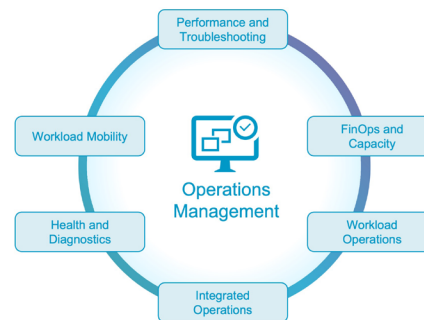 Performance and
Troubleshooting
Workload Mobility
FinOps and
Capacity
Operations
Management
Health and
Diagnostics
Workload
Operations
Integrated
Operations